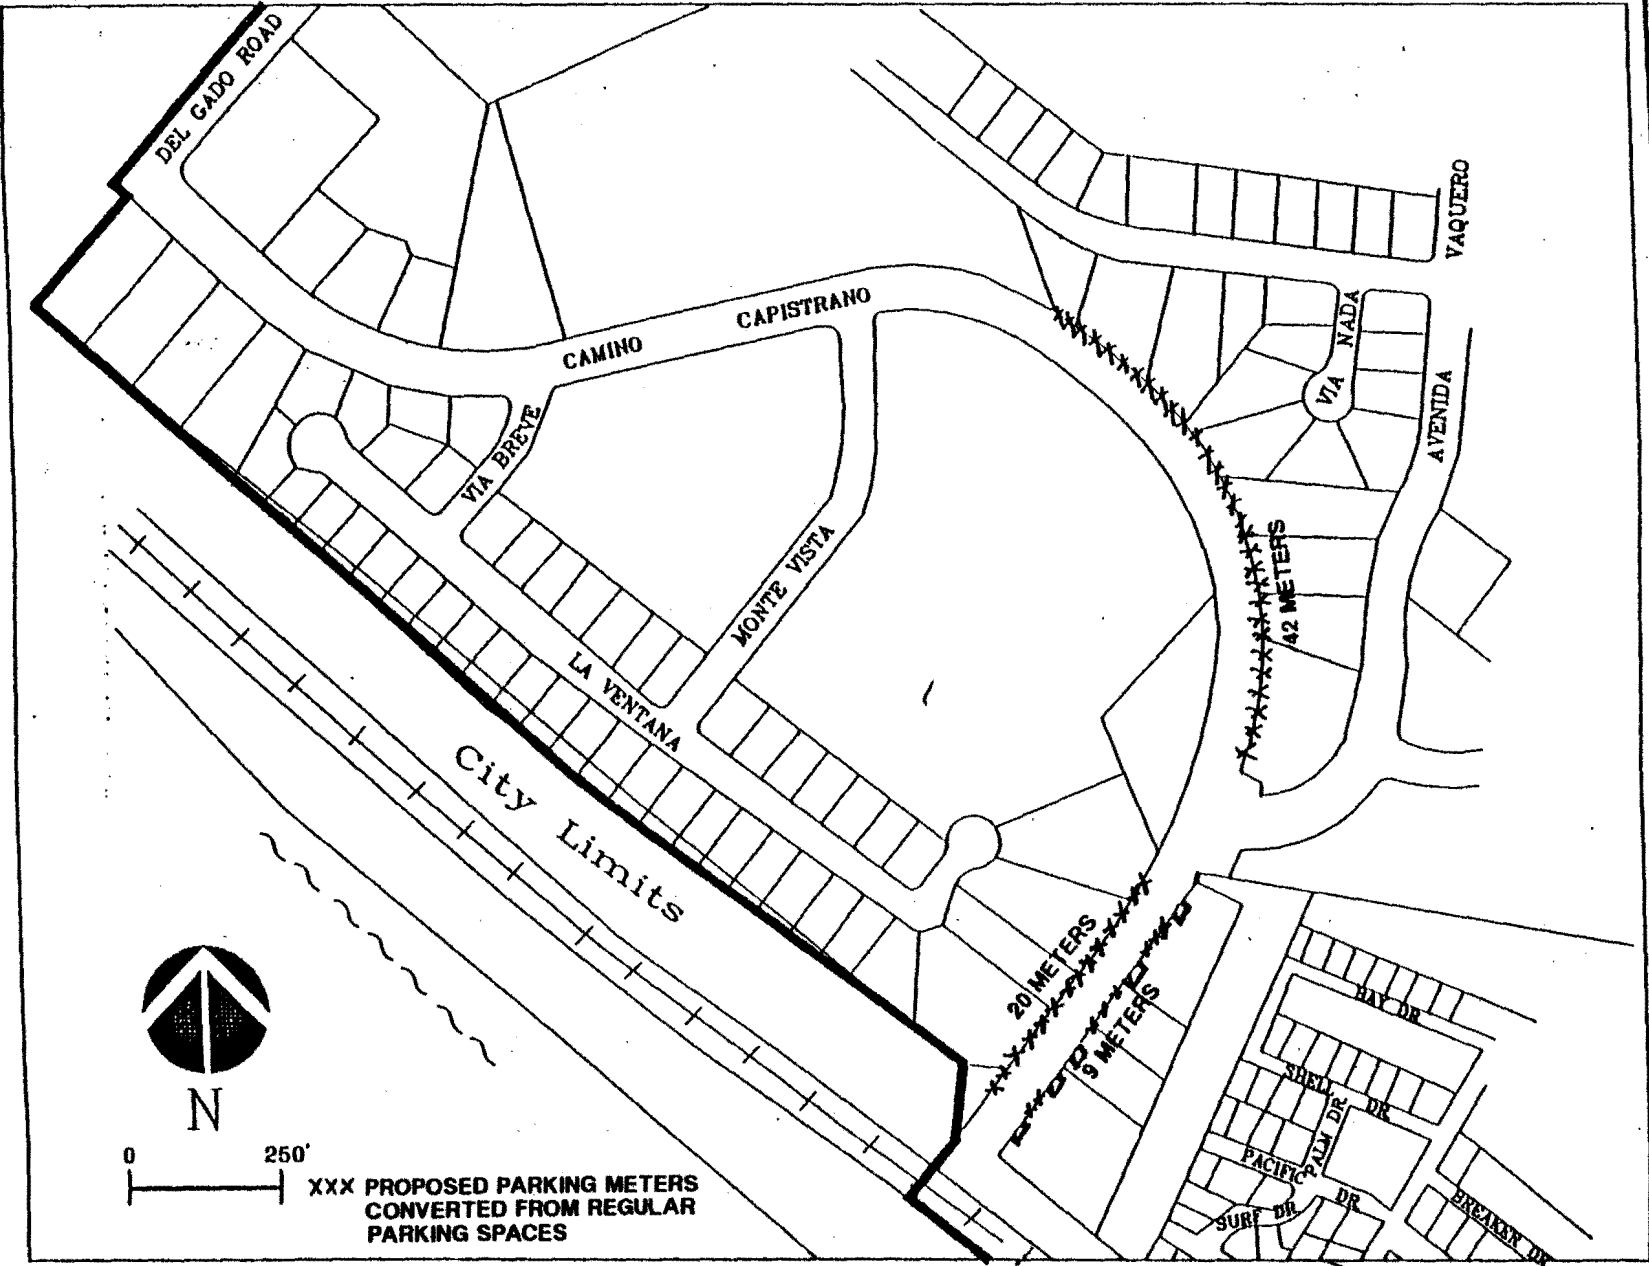 DEL GADO ROAD
VAQUERO
CAMINO CAPISTRANO
VIA NADA
AVENIDA
VIA BREVE
MONTE VISTA
42 METERS
LA VENTANA
City Limits
20 METERS
9 METERS
BAY DR
SHELL DR
PALM DR
PACIFIC DR
SURF DR
BREAKER DR
N
0 250'
XXX PROPOSED PARKING METERS
CONVERTED FROM REGULAR
PARKING SPACES